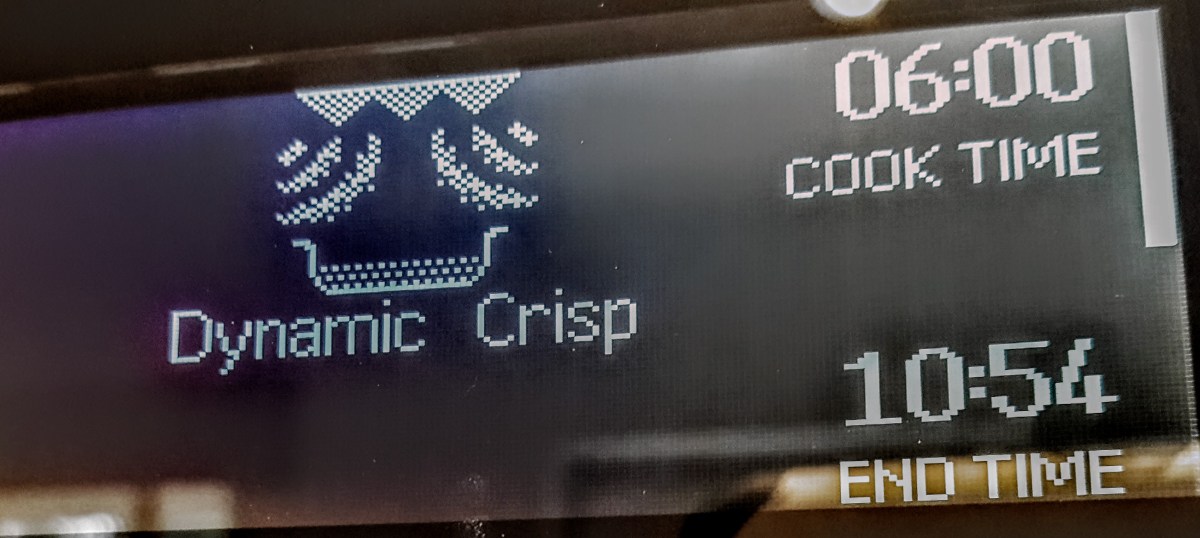 06:00
COOK TIME
Dynamic Crisp
10:54
END TIME